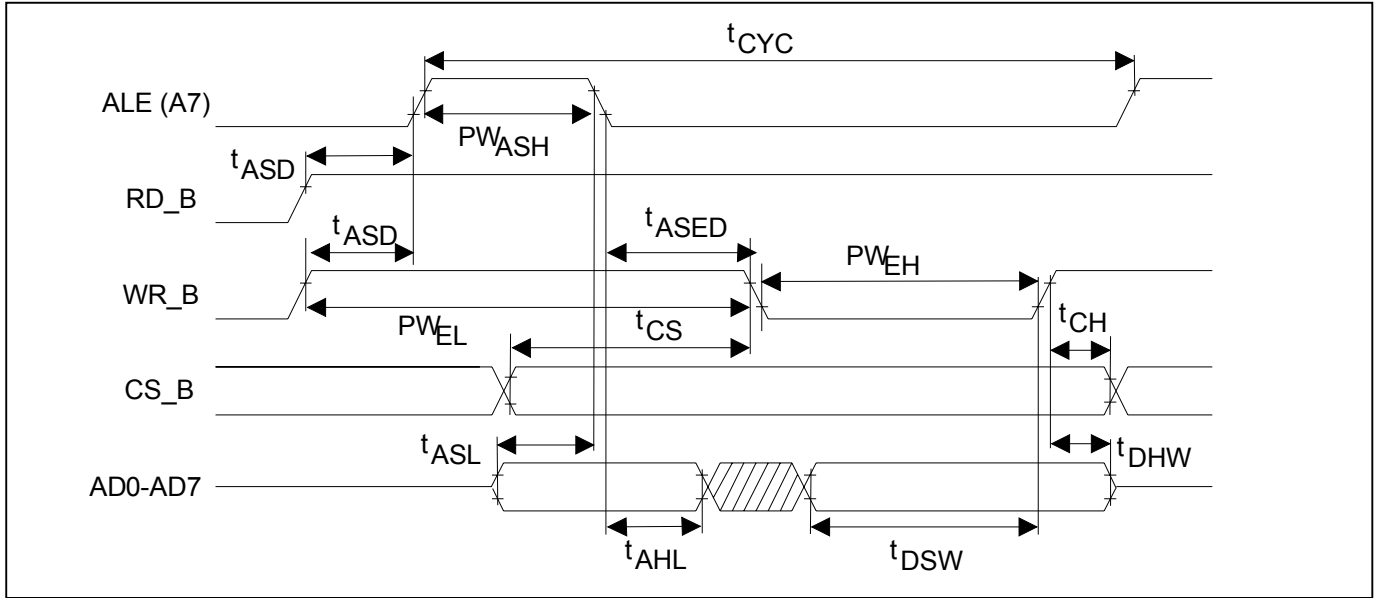 tCYC
ALE (A7)
PWASH
tASD
RD_B
tASD
tASED
PWEH
WR_B
PWEL
tCS
tCH
CS_B
tASL
tDHW
AD0-AD7
tAHL
tDSW